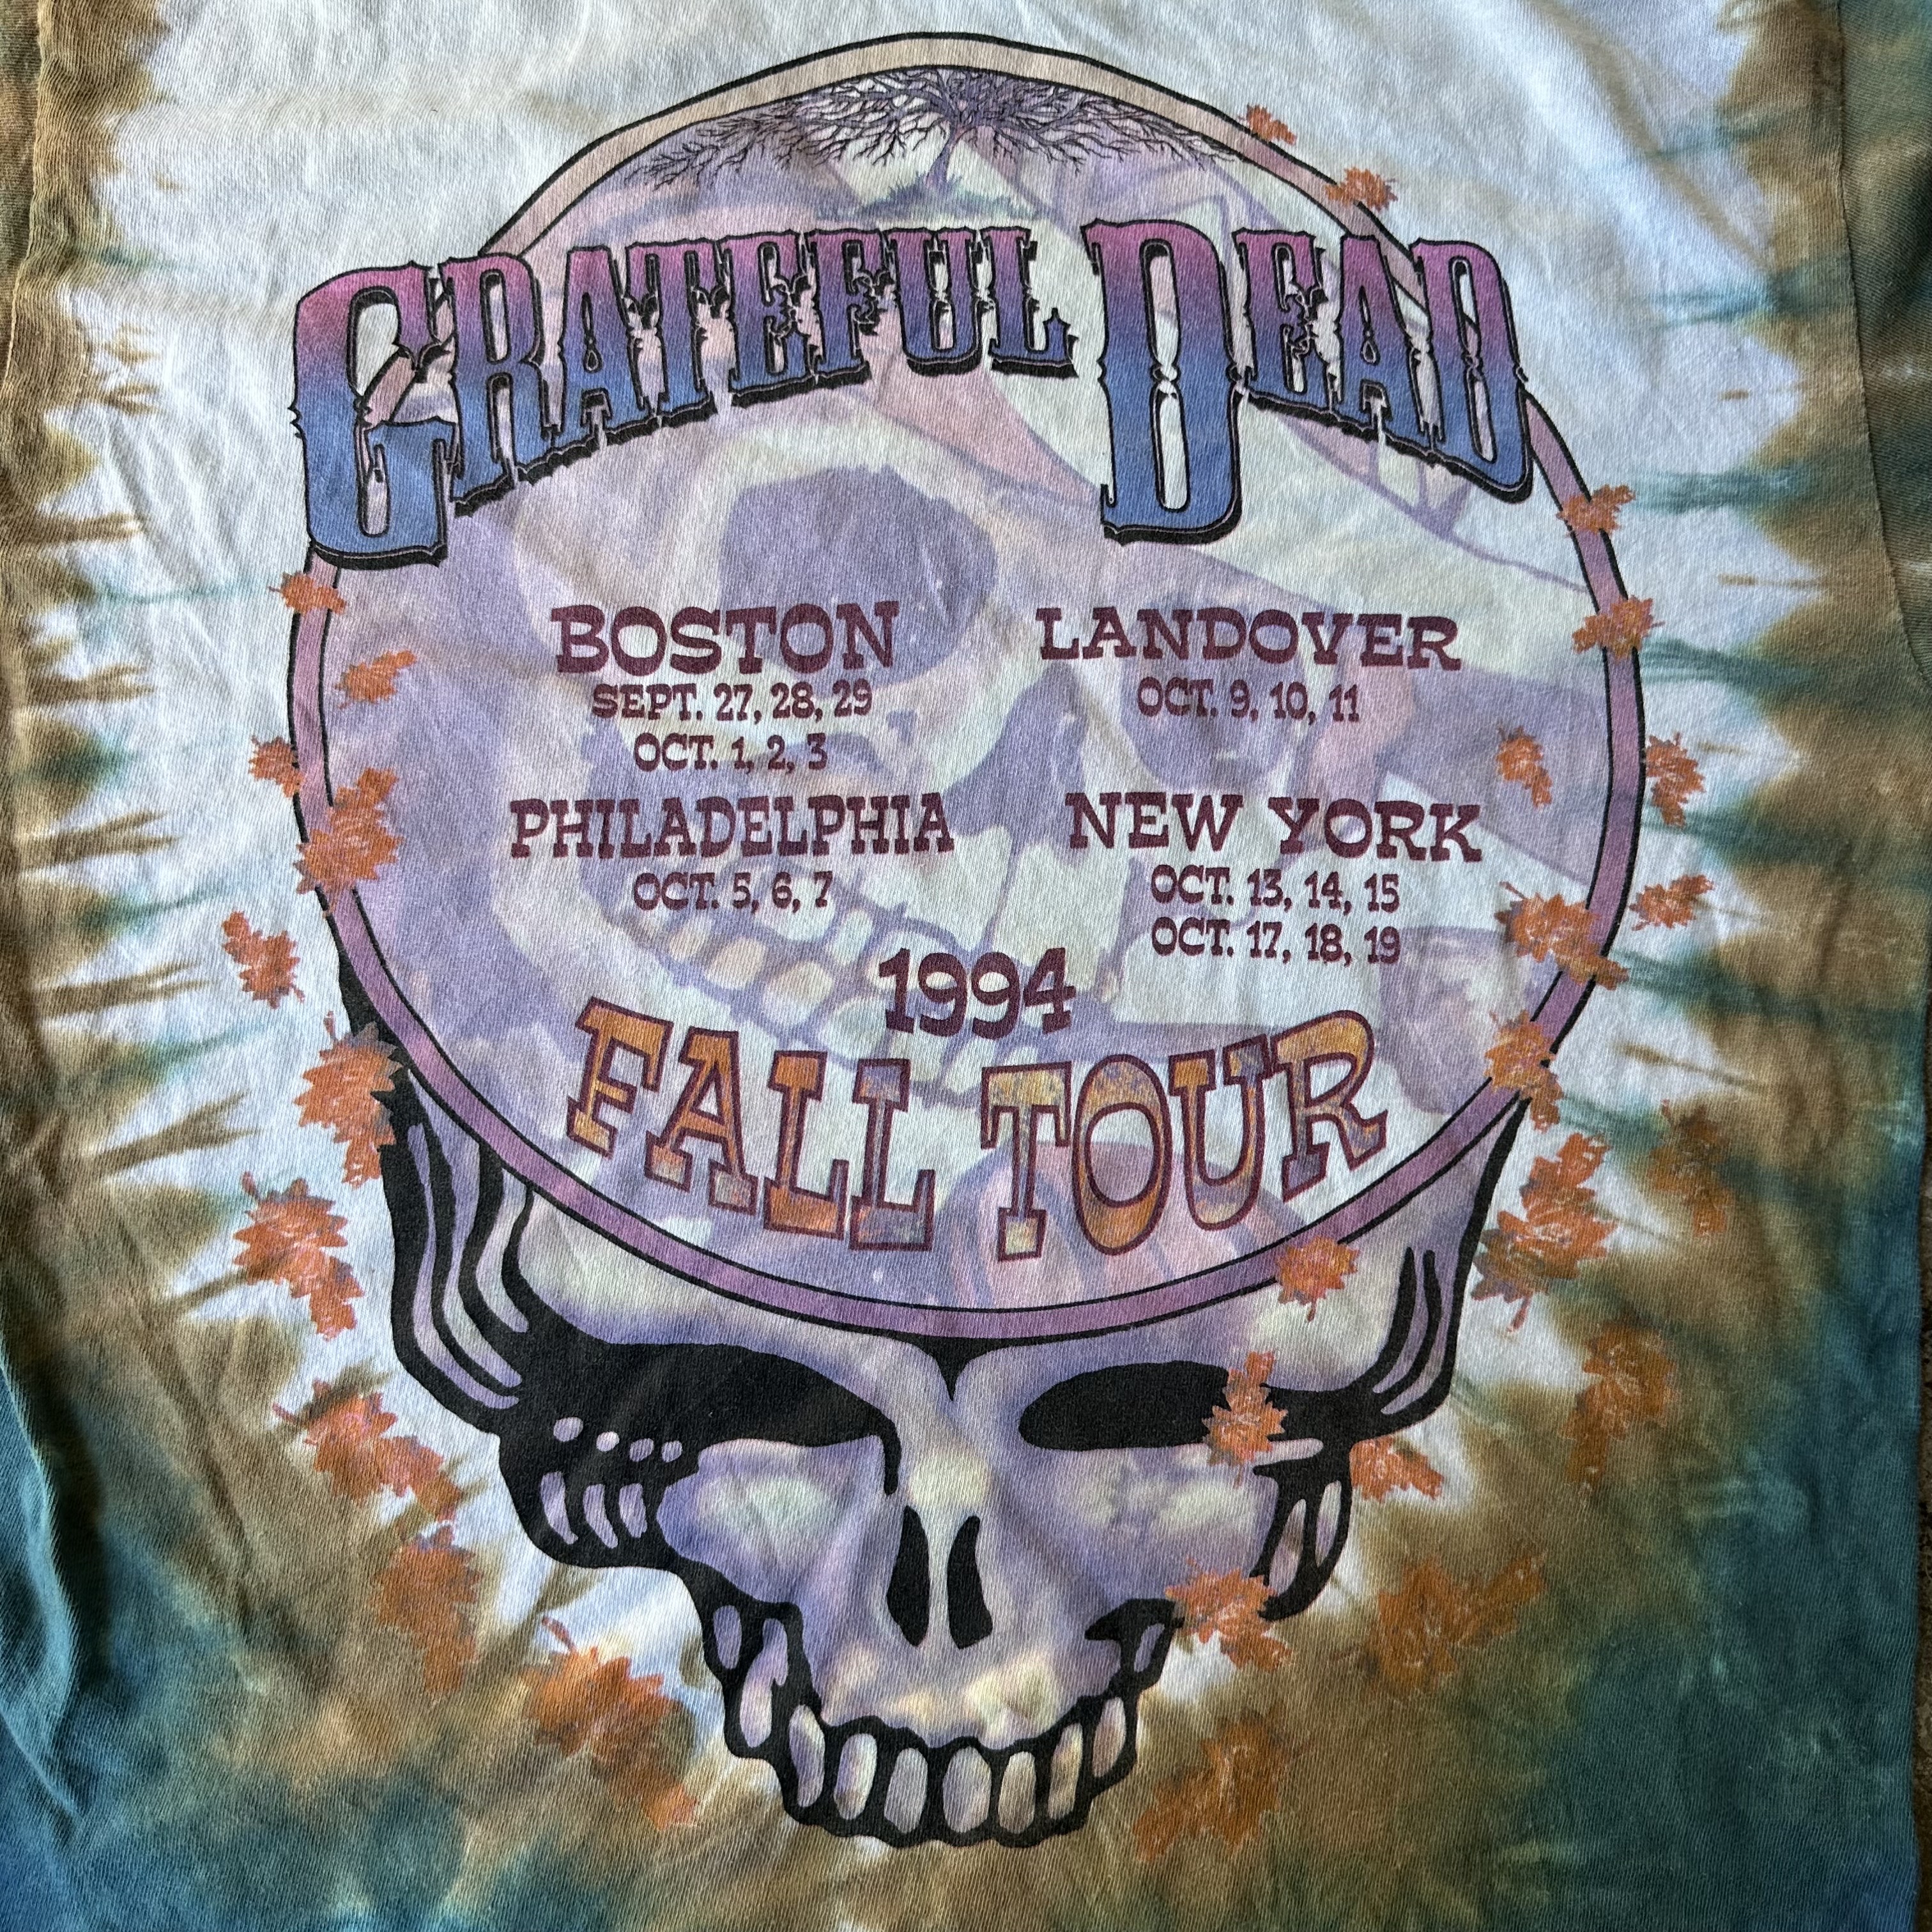 GRATEFUL DEAD
BOSTON
SEPT. 27, 28, 29
OCT. 1, 2, 3
LANDOVER
OCT. 9, 10, 11
PHILADELPHIA
OCT. 5, 6, 7
NEW YORK
OCT. 13, 14, 15
OCT. 17, 18, 19
1994
FALL TOUR